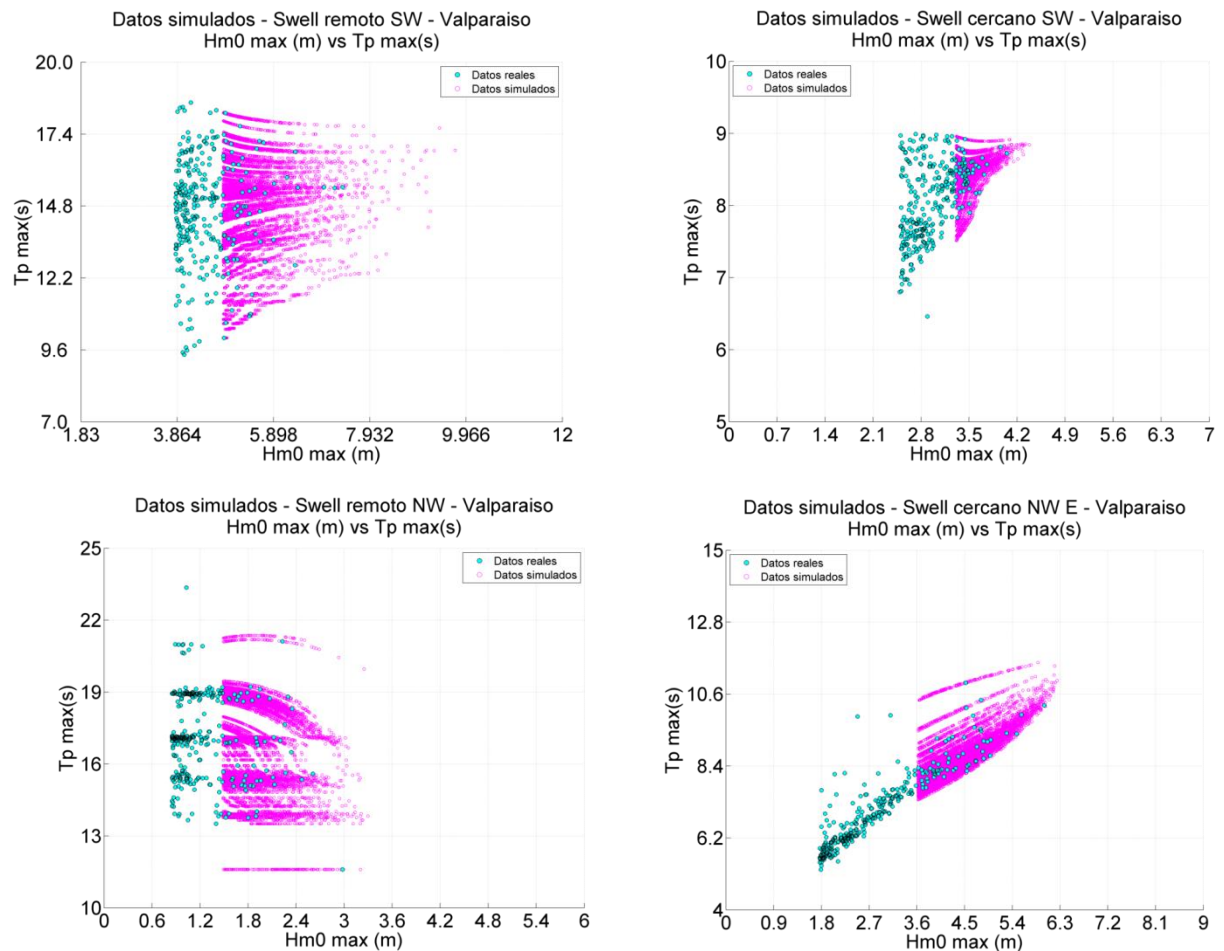 Datos simulados - Swell remoto SW - Valparaiso
Hm0 max (m) vs Tp max(s)
Datos reales
Datos simulados
20.0
17.4
14.8
12.2
9.6
7.0
Tp max(s)
1.83 3.864 5.898 7.932 9.966 12
Hm0 max (m)
Datos simulados - Swell cercano SW - Valparaiso
Hm0 max (m) vs Tp max(s)
Datos reales
Datos simulados
10
9
8
7
6
5
Tp max(s)
0 0.7 1.4 2.1 2.8 3.5 4.2 4.9 5.6 6.3 7
Hm0 max (m)
Datos simulados - Swell remoto NW - Valparaiso
Hm0 max (m) vs Tp max(s)
Datos reales
Datos simulados
25
22
19
16
13
10
Tp max(s)
0 0.6 1.2 1.8 2.4 3 3.6 4.2 4.8 5.4 6
Hm0 max (m)
Datos simulados - Swell cercano NW E - Valparaiso
Hm0 max (m) vs Tp max(s)
Datos reales
Datos simulados
15
12.8
10.6
8.4
6.2
4
Tp max(s)
0 0.9 1.8 2.7 3.6 4.5 5.4 6.3 7.2 8.1 9
Hm0 max (m)